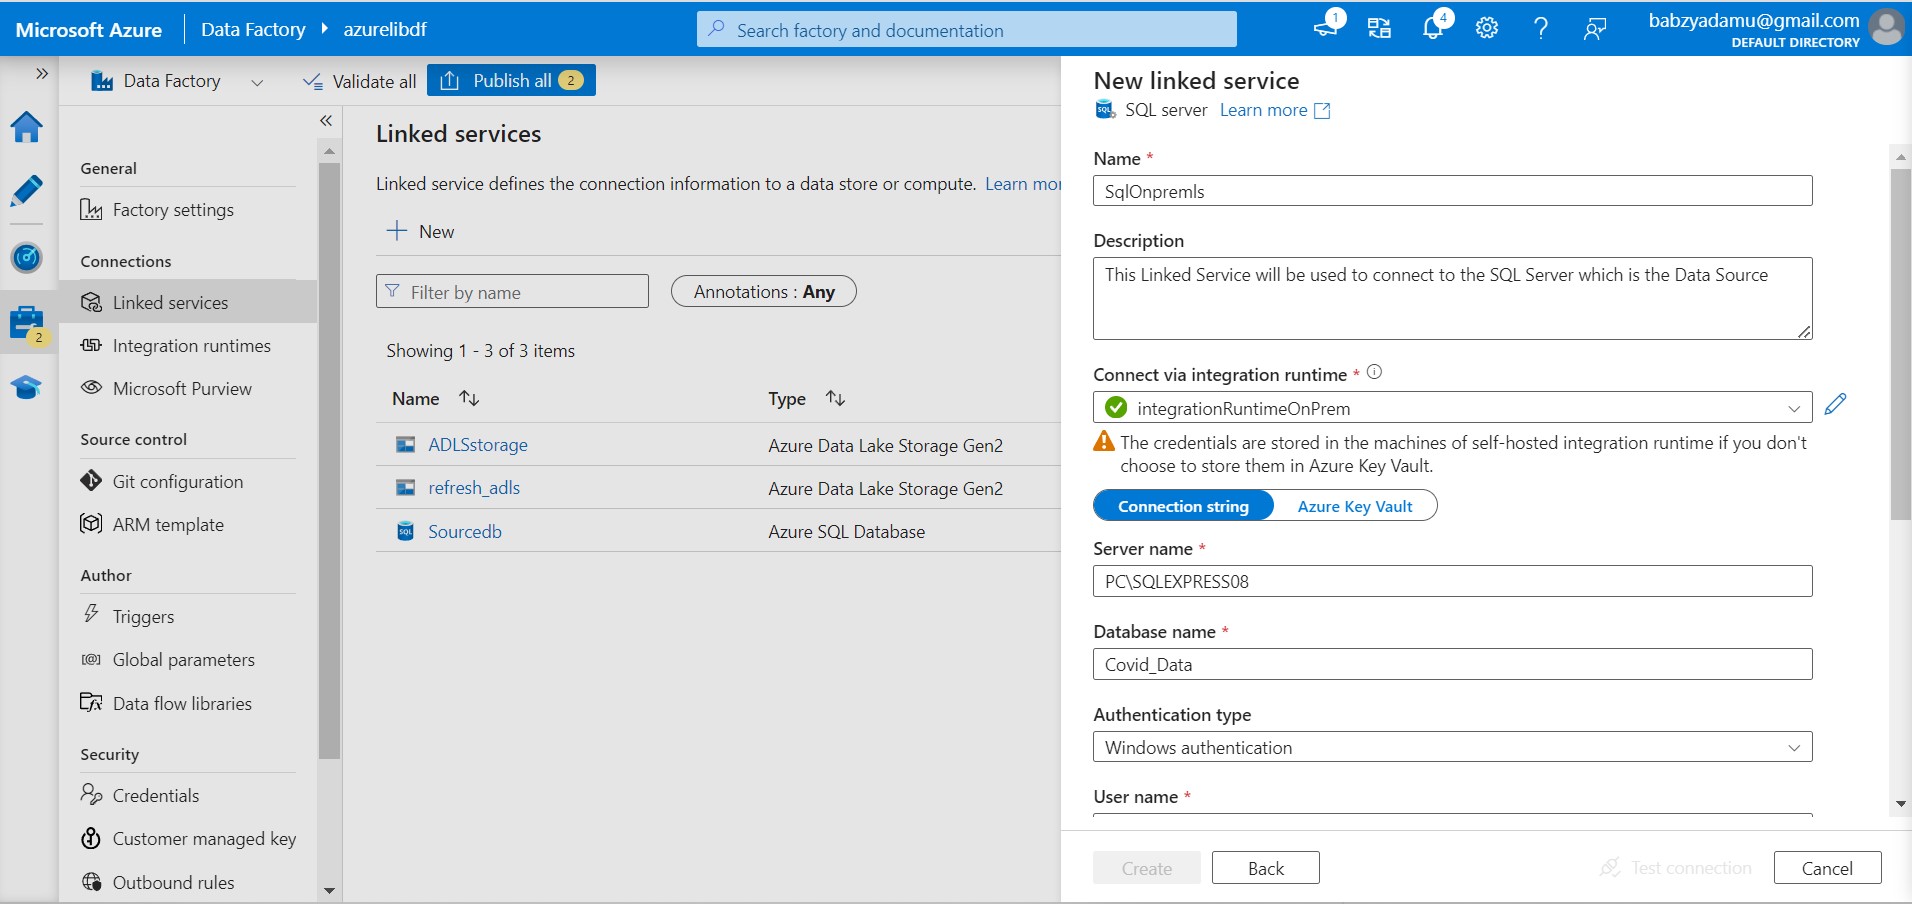 Microsoft Azure
Data Factory
azurelibdf
Search factory and documentation
1
4
babzyadamu@gmail.com
DEFAULT DIRECTORY
Data Factory
Validate all
Publish all 2
2
General
Factory settings
Connections
Linked services
Integration runtimes
Microsoft Purview
Source control
Git configuration
ARM template
Author
Triggers
Global parameters
Data flow libraries
Security
Credentials
Customer managed key
Outbound rules
Linked services
Linked service defines the connection information to a data store or compute. Learn mor
New
Filter by name
Annotations : Any
Showing 1 - 3 of 3 items
Name Type
ADLSstorage Azure Data Lake Storage Gen2
refresh_adls Azure Data Lake Storage Gen2
Sourcedb Azure SQL Database
New linked service
SQL server Learn more
Name *
SqlOnpremls
Description
This Linked Service will be used to connect to the SQL Server which is the Data Source
Connect via integration runtime *
integrationRuntimeOnPrem
The credentials are stored in the machines of self-hosted integration runtime if you don't
choose to store them in Azure Key Vault.
Connection string Azure Key Vault
Server name *
PC\SQLEXPRESS08
Database name *
Covid_Data
Authentication type
Windows authentication
User name *
Create Back Test connection Cancel